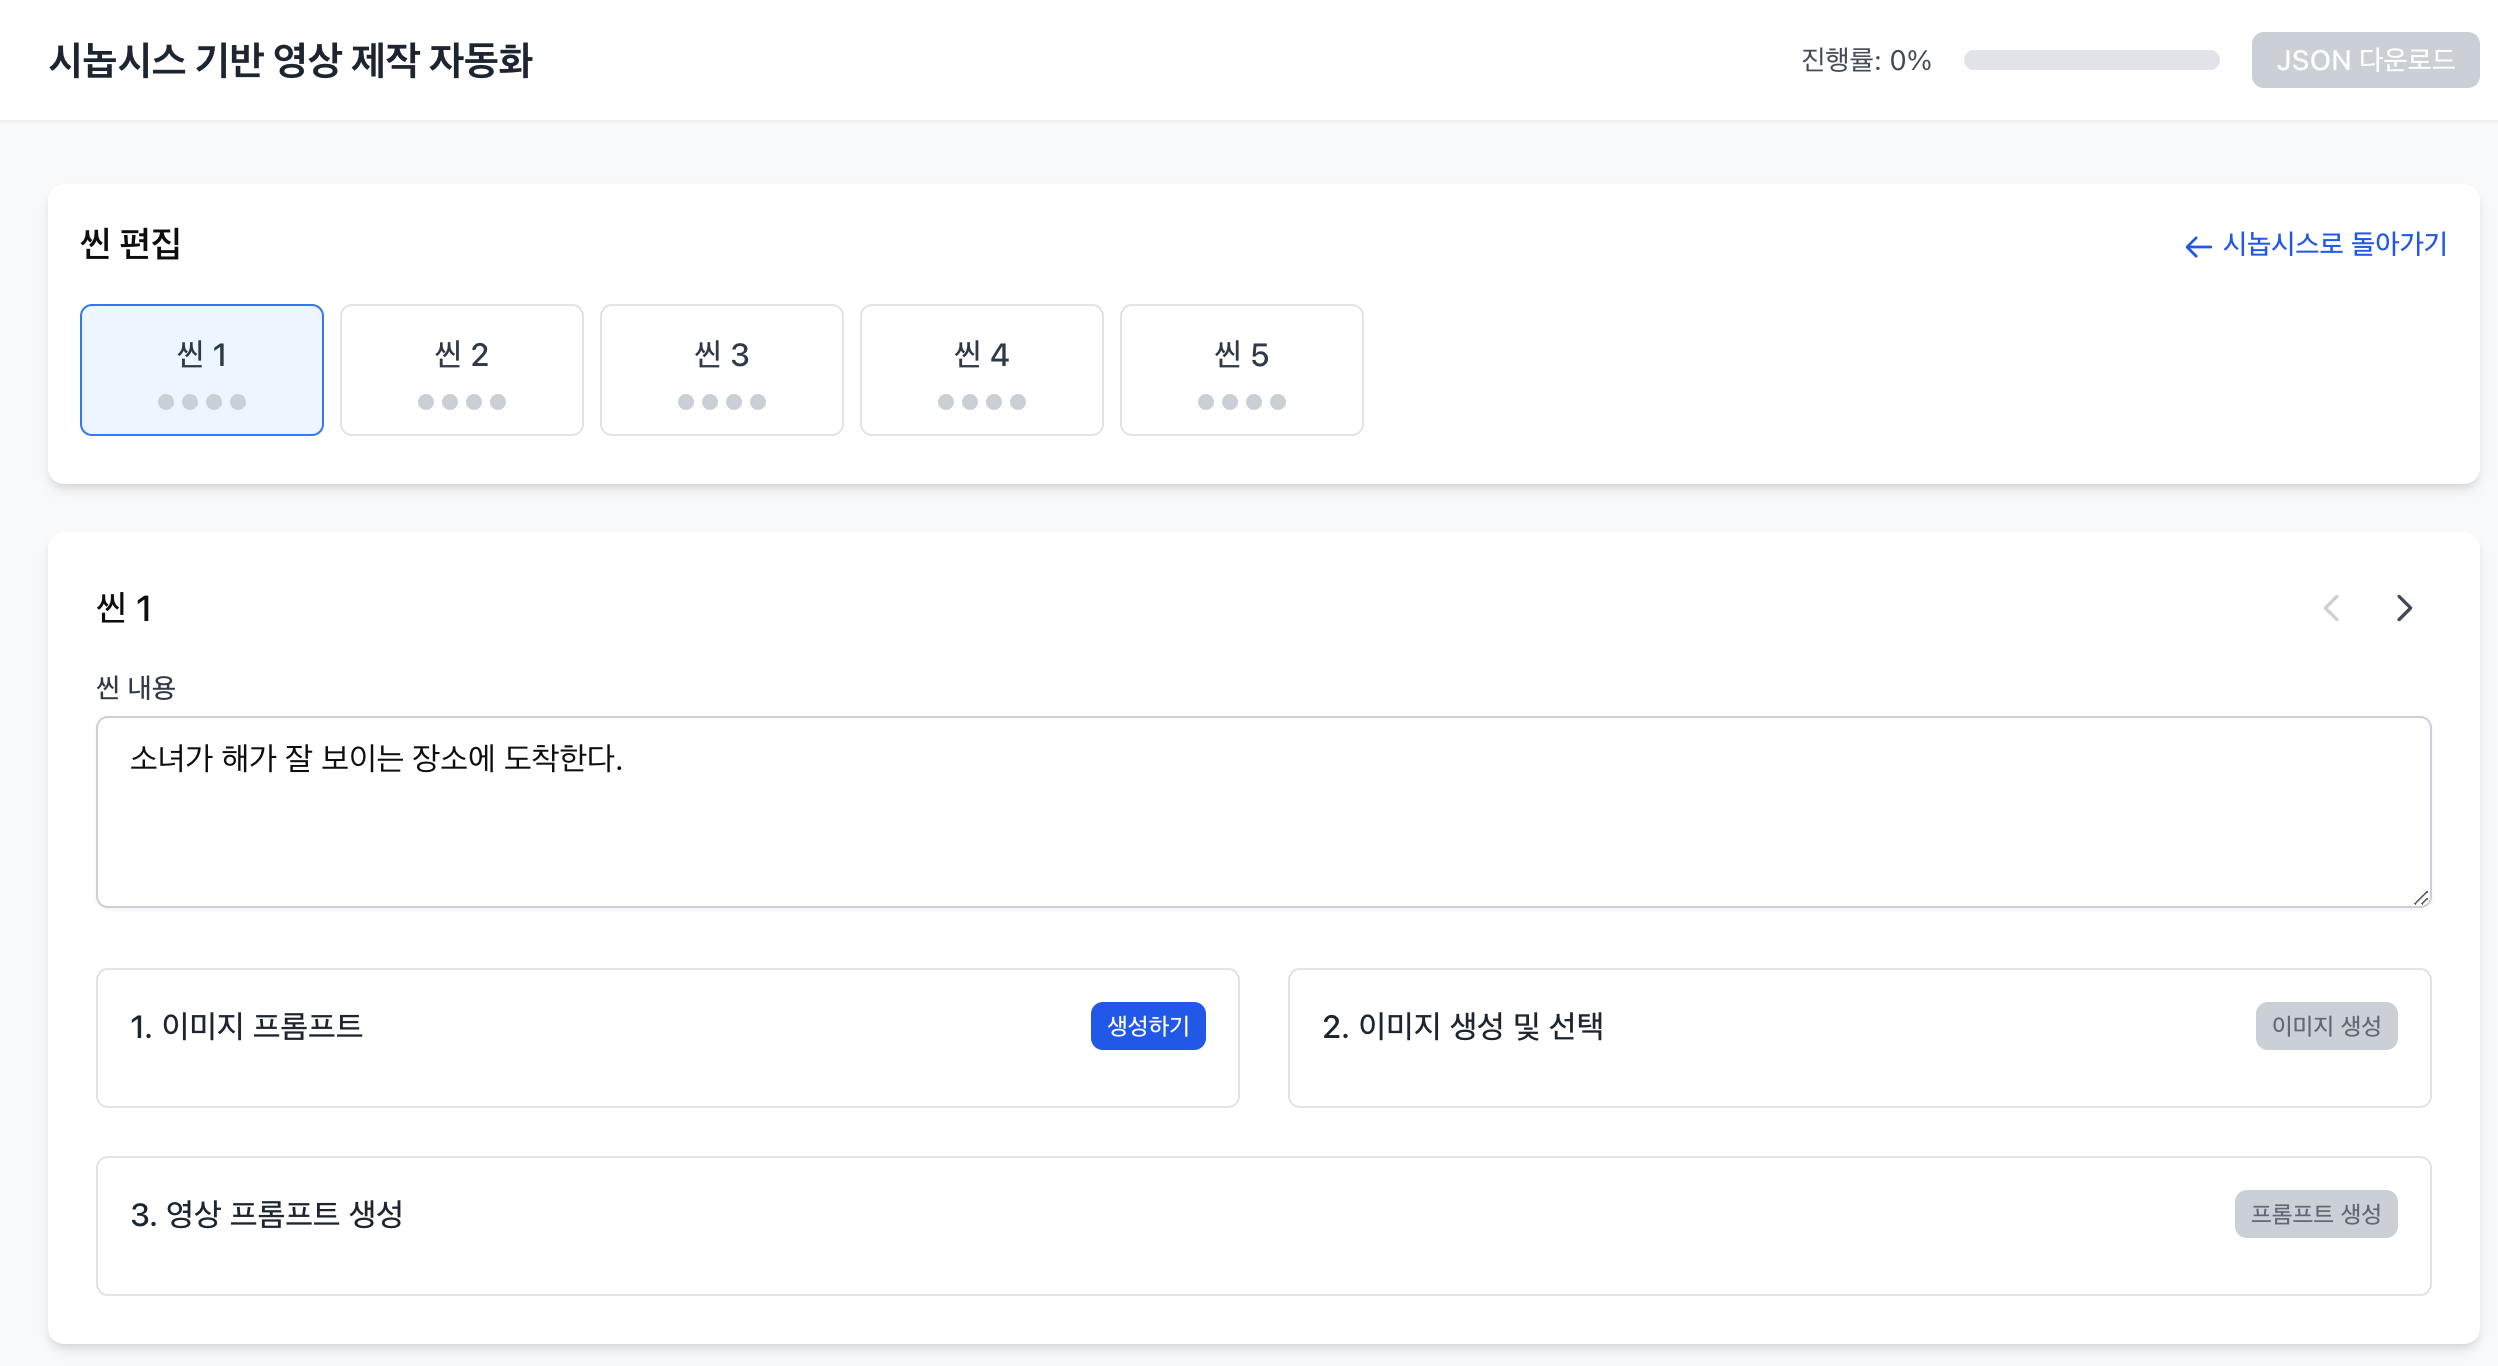 시놉시스 기반 영상 제작 자동화
진행률: 0%
JSON 다운로드
씬 편집
← 시놉시스로 돌아가기
씬 1
씬 2
씬 3
씬 4
씬 5
씬 1
씬 내용
소녀가 해가 잘 보이는 장소에 도착한다.
1. 이미지 프롬프트
생성하기
2. 이미지 생성 및 선택
이미지 생성
3. 영상 프롬프트 생성
프롬프트 생성